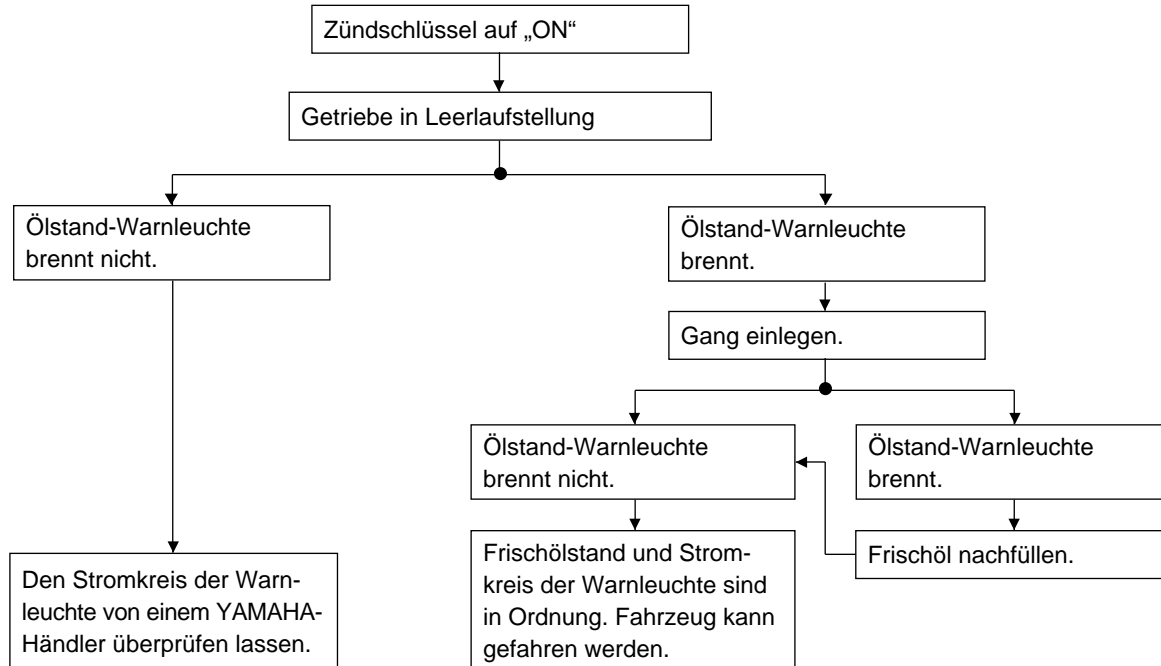 Zündschlüssel auf „ON“
Getriebe in Leerlaufstellung
Ölstand-Warnleuchte
brennt nicht.
Ölstand-Warnleuchte
brennt.
Gang einlegen.
Ölstand-Warnleuchte
brennt nicht.
Ölstand-Warnleuchte
brennt.
Frischölstand und Strom-
kreis der Warnleuchte sind
in Ordnung. Fahrzeug kann
gefahren werden.
Frischöl nachfüllen.
Den Stromkreis der Warn-
leuchte von einem YAMAHA-
Händler überprüfen lassen.